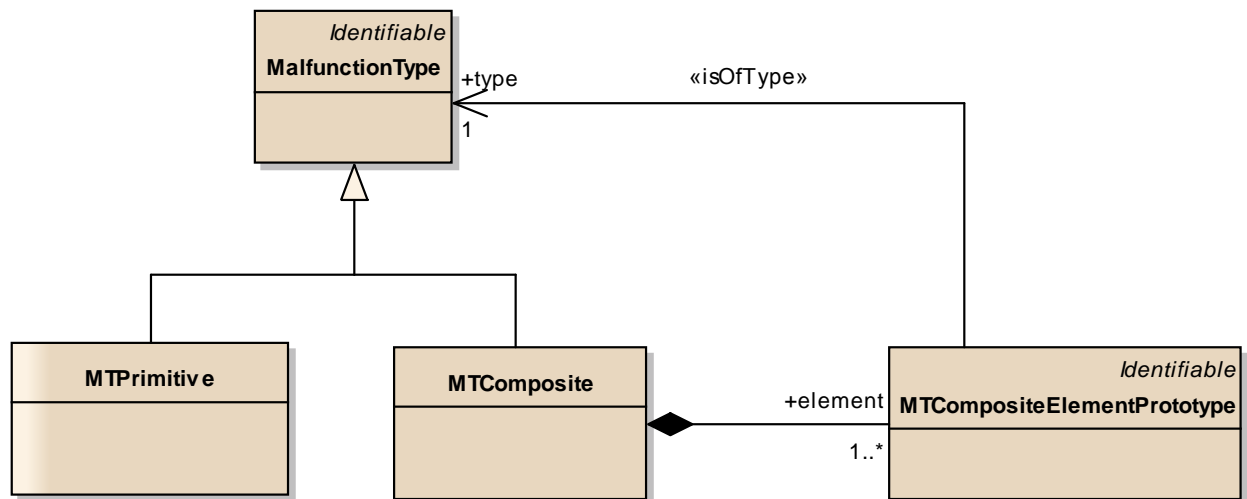 Identifiable
MalfunctionType
+type
«isOfType»
1
MTPrimitive
MTComposite
+element
1..*
Identifiable
MTCompositeElementPrototype